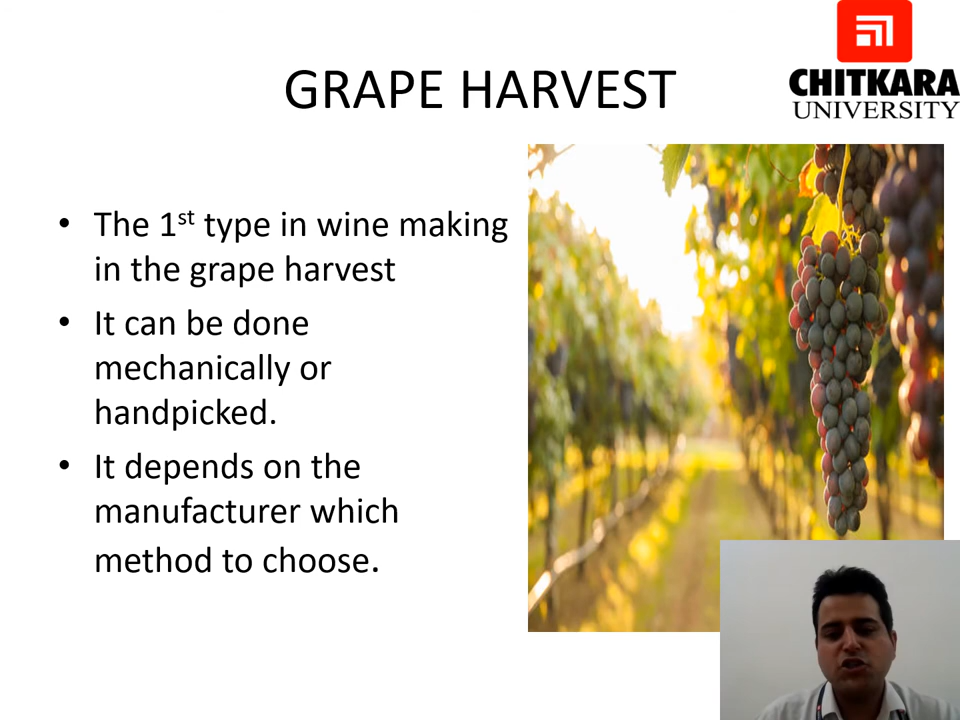 GRAPE HARVEST
CHITKARA
UNIVERSITY
• The 1st type in wine making
in the grape harvest
• It can be done
mechanically or
handpicked.
• It depends on the
manufacturer which
method to choose.